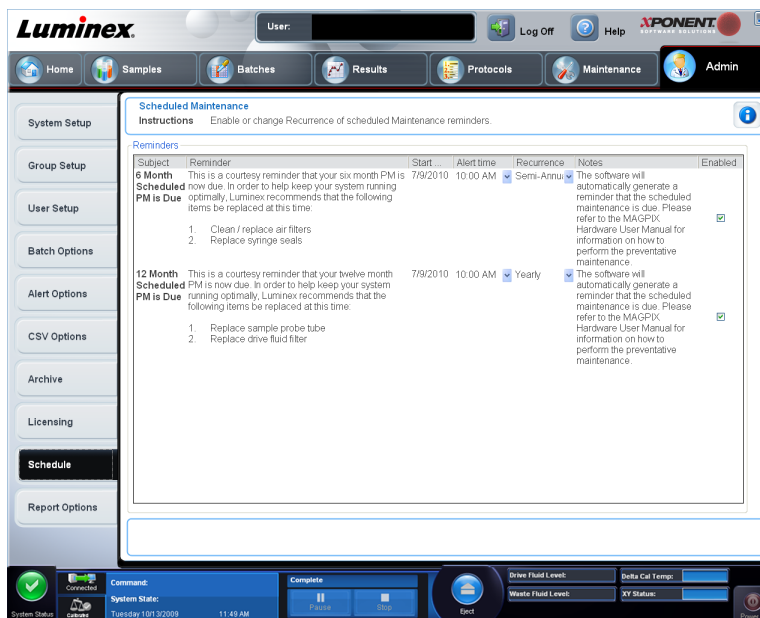 Luminex.
User:
Log Off
Help
XPONENT.
SOFTWARE SOLUTIONS
Home
Samples
Batches
Results
Protocols
Maintenance
Admin
System Setup
Group Setup
User Setup
Batch Options
Alert Options
CSV Options
Archive
Licensing
Schedule
Report Options
Scheduled Maintenance
Instructions Enable or change Recurrence of scheduled Maintenance reminders.
Reminders
Subject Reminder Start ... Alert time Recurrence Notes Enabled
6 Month Scheduled PM is Due
This is a courtesy reminder that your six month PM is
now due. In order to help keep your system running
optimally, Luminex recommends that the following
items be replaced at this time:
1. Clean / replace air filters
2. Replace syringe seals
7/9/2010 10:00 AM Semi-Annu
The software will
automatically generate a
reminder that the scheduled
maintenance is due. Please
refer to the MAGPIX
Hardware User Manual for
information on how to
perform the preventative
maintenance.
12 Month Scheduled PM is Due
This is a courtesy reminder that your twelve month
PM is now due. In order to help keep your system
running optimally, Luminex recommends that the
following items be replaced at this time:
1. Replace sample probe tube
2. Replace drive fluid filter
7/9/2010 10:00 AM Yearly
The software will
automatically generate a
reminder that the scheduled
maintenance is due. Please
refer to the MAGPIX
Hardware User Manual for
information on how to
perform the preventative
maintenance.
System Status
Connected
Calibrate
Command:
System State:
Tuesday 10/13/2009 11:49 AM
Complete
Pause
Stop
Eject
Drive Fluid Level:
Waste Fluid Level:
Delta Cal Temp:
XY Status:
Power